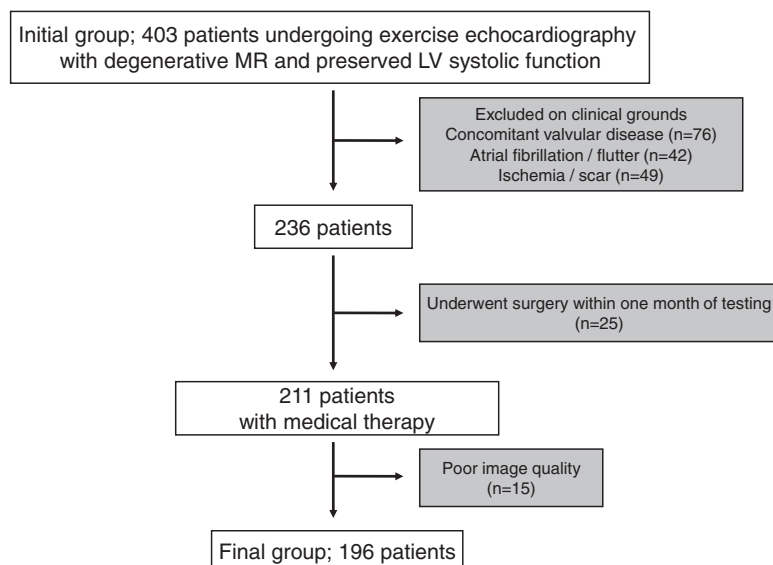 Initial group; 403 patients undergoing exercise echocardiography
with degenerative MR and preserved LV systolic function
Excluded on clinical grounds
Concomitant valvular disease (n=76)
Atrial fibrillation / flutter (n=42)
Ischemia / scar (n=49)
236 patients
Underwent surgery within one month of testing
(n=25)
211 patients
with medical therapy
Poor image quality
(n=15)
Final group; 196 patients